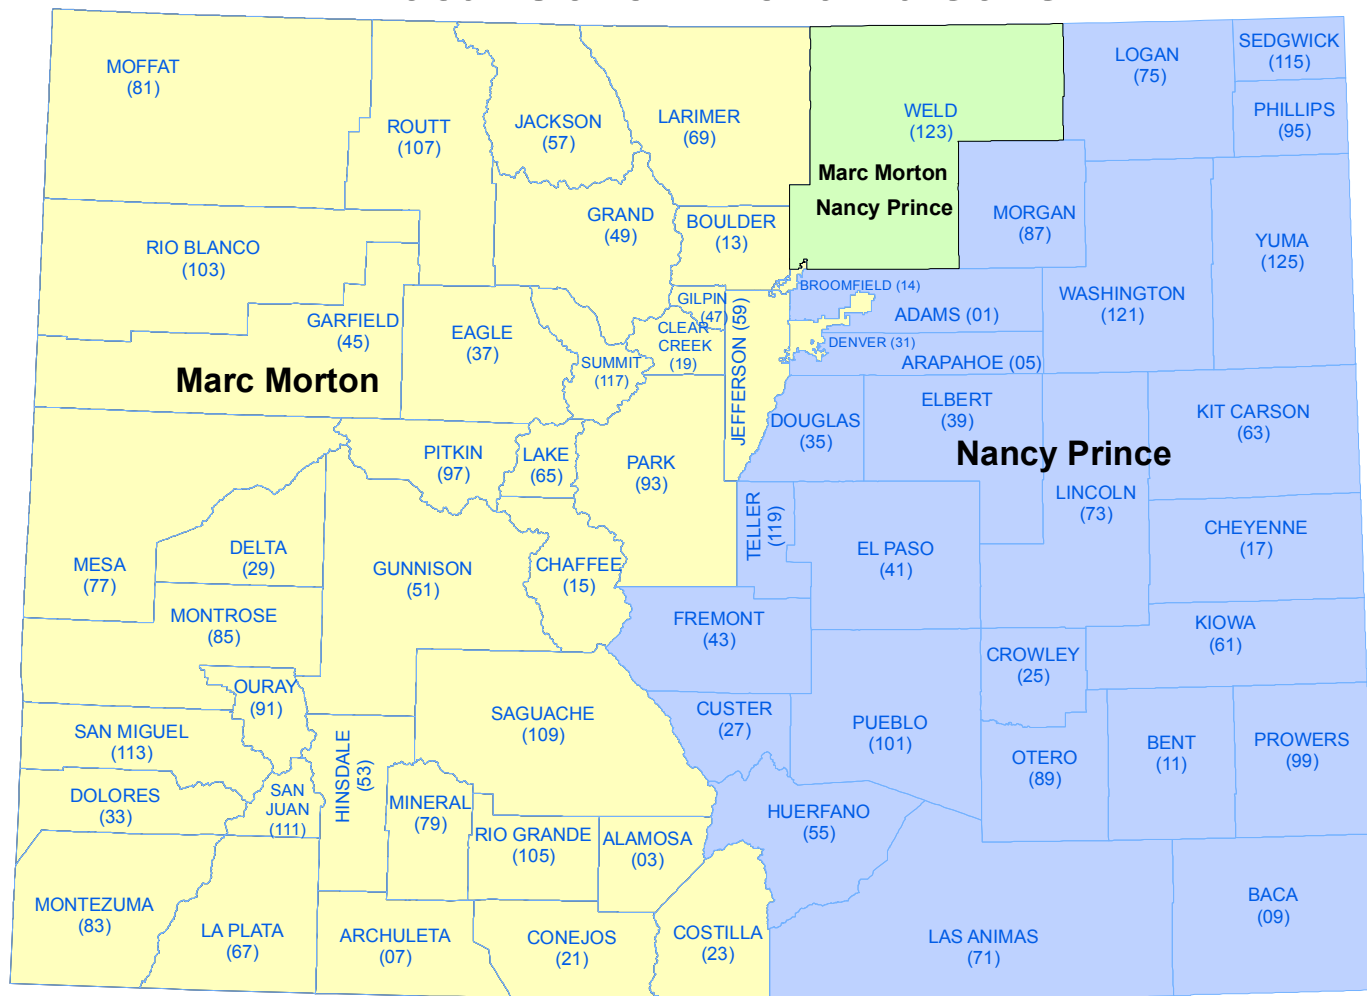 MOFFAT
(81)
ROUTT
(107)
JACKSON
(57)
LARIMER
(69)
WELD
(123)
Marc Morton
Nancy Prince
LOGAN
(75)
SEDGWICK
(115)
PHILLIPS
(95)
RIO BLANCO
(103)
GRAND
(49)
BOULDER
(13)
MORGAN
(87)
YUMA
(125)
GARFIELD
(45)
EAGLE
(37)
SUMMIT
(117)
GILPIN
(47)
CLEAR
CREEK
(19)
JEFFERSON (59)
BROOMFIELD (14)
ADAMS (01)
DENVER (31)
ARAPAHOE (05)
WASHINGTON
(121)
Marc Morton
PITKIN
(97)
LAKE
(65)
PARK
(93)
DOUGLAS
(35)
ELBERT
(39)
Nancy Prince
LINCOLN
(73)
KIT CARSON
(63)
MESA
(77)
DELTA
(29)
GUNNISON
(51)
CHAFFEE
(15)
TELLER
(119)
EL PASO
(41)
CHEYENNE
(17)
MONTROSE
(85)
FREMONT
(43)
KIOWA
(61)
OURAY
(91)
CROWLEY
(25)
SAN MIGUEL
(113)
HINSDALE
(53)
SAGUACHE
(109)
CUSTER
(27)
PUEBLO
(101)
OTERO
(89)
BENT
(11)
PROWERS
(99)
DOLORES
(33)
SAN
JUAN
(111)
MINERAL
(79)
RIO GRANDE
(105)
ALAMOSA
(03)
HUERFANO
(55)
MONTEZUMA
(83)
LA PLATA
(67)
ARCHULETA
(07)
CONEJOS
(21)
COSTILLA
(23)
LAS ANIMAS
(71)
BACA
(09)